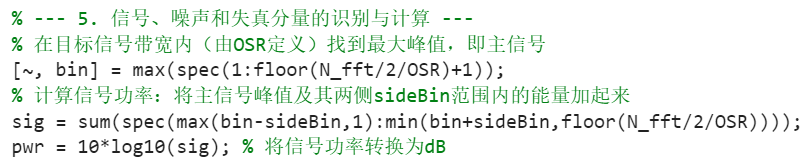 % --- 5. 信号、噪声和失真分量的识别与计算 ---
% 在目标信号带宽内（由OSR定义）找到最大峰值，即主信号
[~, bin] = max(spec(1:floor(N_fft/2/OSR)+1));
% 计算信号功率：将主信号峰值及其两侧sideBin范围内的能量加起来
sig = sum(spec(max(bin-sideBin,1):min(bin+sideBin,floor(N_fft/2/OSR))));
pwr = 10*log10(sig); % 将信号功率转换为dB